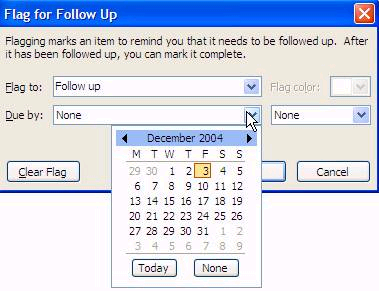 Flag for Follow Up
Flagging marks an item to remind you that it needs to be followed up. After
it has been followed up, you can mark it complete.
Flag to: Follow up Flag color:
Due by: None None
December 2004
M T W T F S S
29 30 1 2 3 4 5
6 7 8 9 10 11 12
13 14 15 16 17 18 19
20 21 22 23 24 25 26
27 28 29 30 31 1 2
3 4 5 6 7 8 9
Clear Flag Cancel
Today None